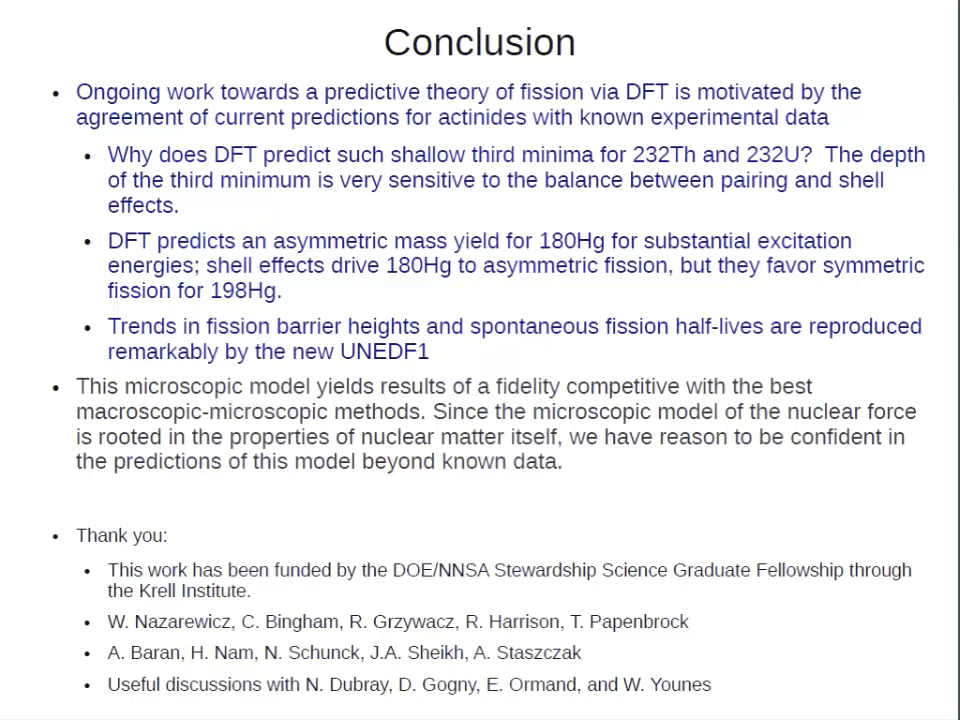 Conclusion
• Ongoing work towards a predictive theory of fission via DFT is motivated by the
agreement of current predictions for actinides with known experimental data
• Why does DFT predict such shallow third minima for 232Th and 232U?  The depth
of the third minimum is very sensitive to the balance between pairing and shell
effects.
• DFT predicts an asymmetric mass yield for 180Hg for substantial excitation
energies; shell effects drive 180Hg to asymmetric fission, but they favor symmetric
fission for 198Hg.
• Trends in fission barrier heights and spontaneous fission half-lives are reproduced
remarkably by the new UNEDF1
• This microscopic model yields results of a fidelity competitive with the best
macroscopic-microscopic methods. Since the microscopic model of the nuclear force
is rooted in the properties of nuclear matter itself, we have reason to be confident in
the predictions of this model beyond known data.
• Thank you:
• This work has been funded by the DOE/NNSA Stewardship Science Graduate Fellowship through
the Krell Institute.
• W. Nazarewicz, C. Bingham, R. Grzywacz, R. Harrison, T. Papenbrock
• A. Baran, H. Nam, N. Schunck, J.A. Sheikh, A. Staszczak
• Useful discussions with N. Dubray, D. Gogny, E. Ormand, and W. Younes